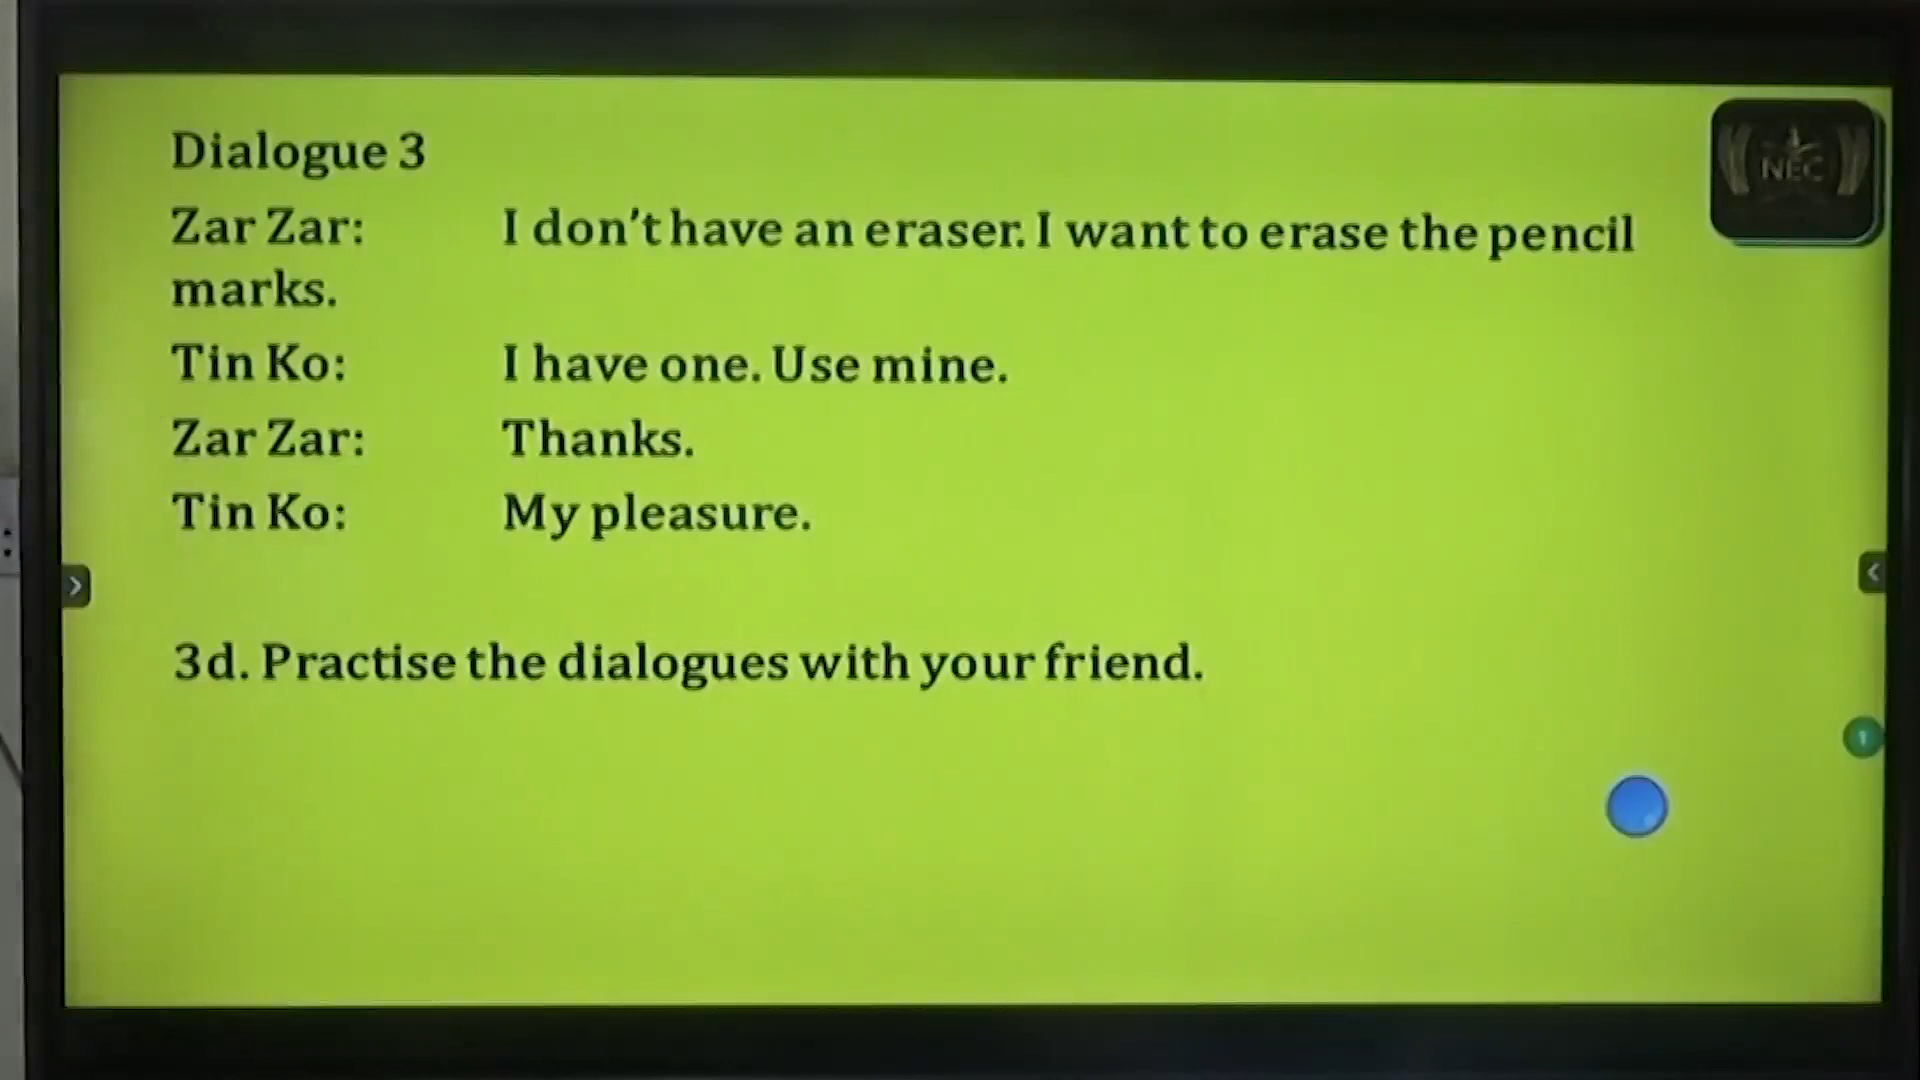 Dialogue 3
Zar Zar: I don't have an eraser. I want to erase the pencil
marks.
Tin Ko: I have one. Use mine.
Zar Zar: Thanks.
Tin Ko: My pleasure.
3d. Practise the dialogues with your friend.
NEC
1